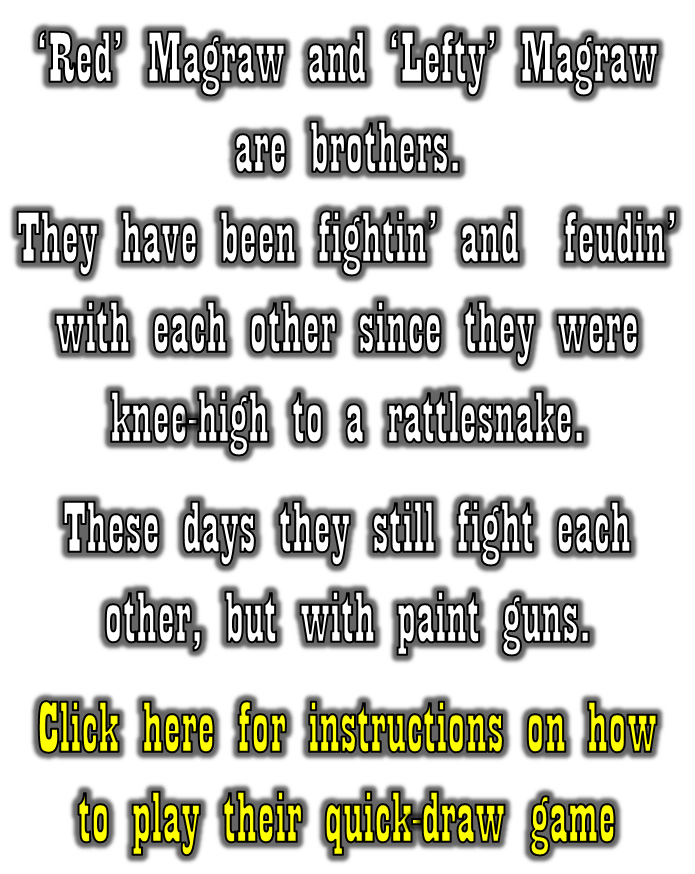 ‘Red’ Magraw and ‘Lefty’ Magraw
are brothers.
They have been fightin’ and feudin’
with each other since they were
knee-high to a rattlesnake.
These days they still fight each
other, but with paint guns.
Click here for instructions on how
to play their quick-draw game